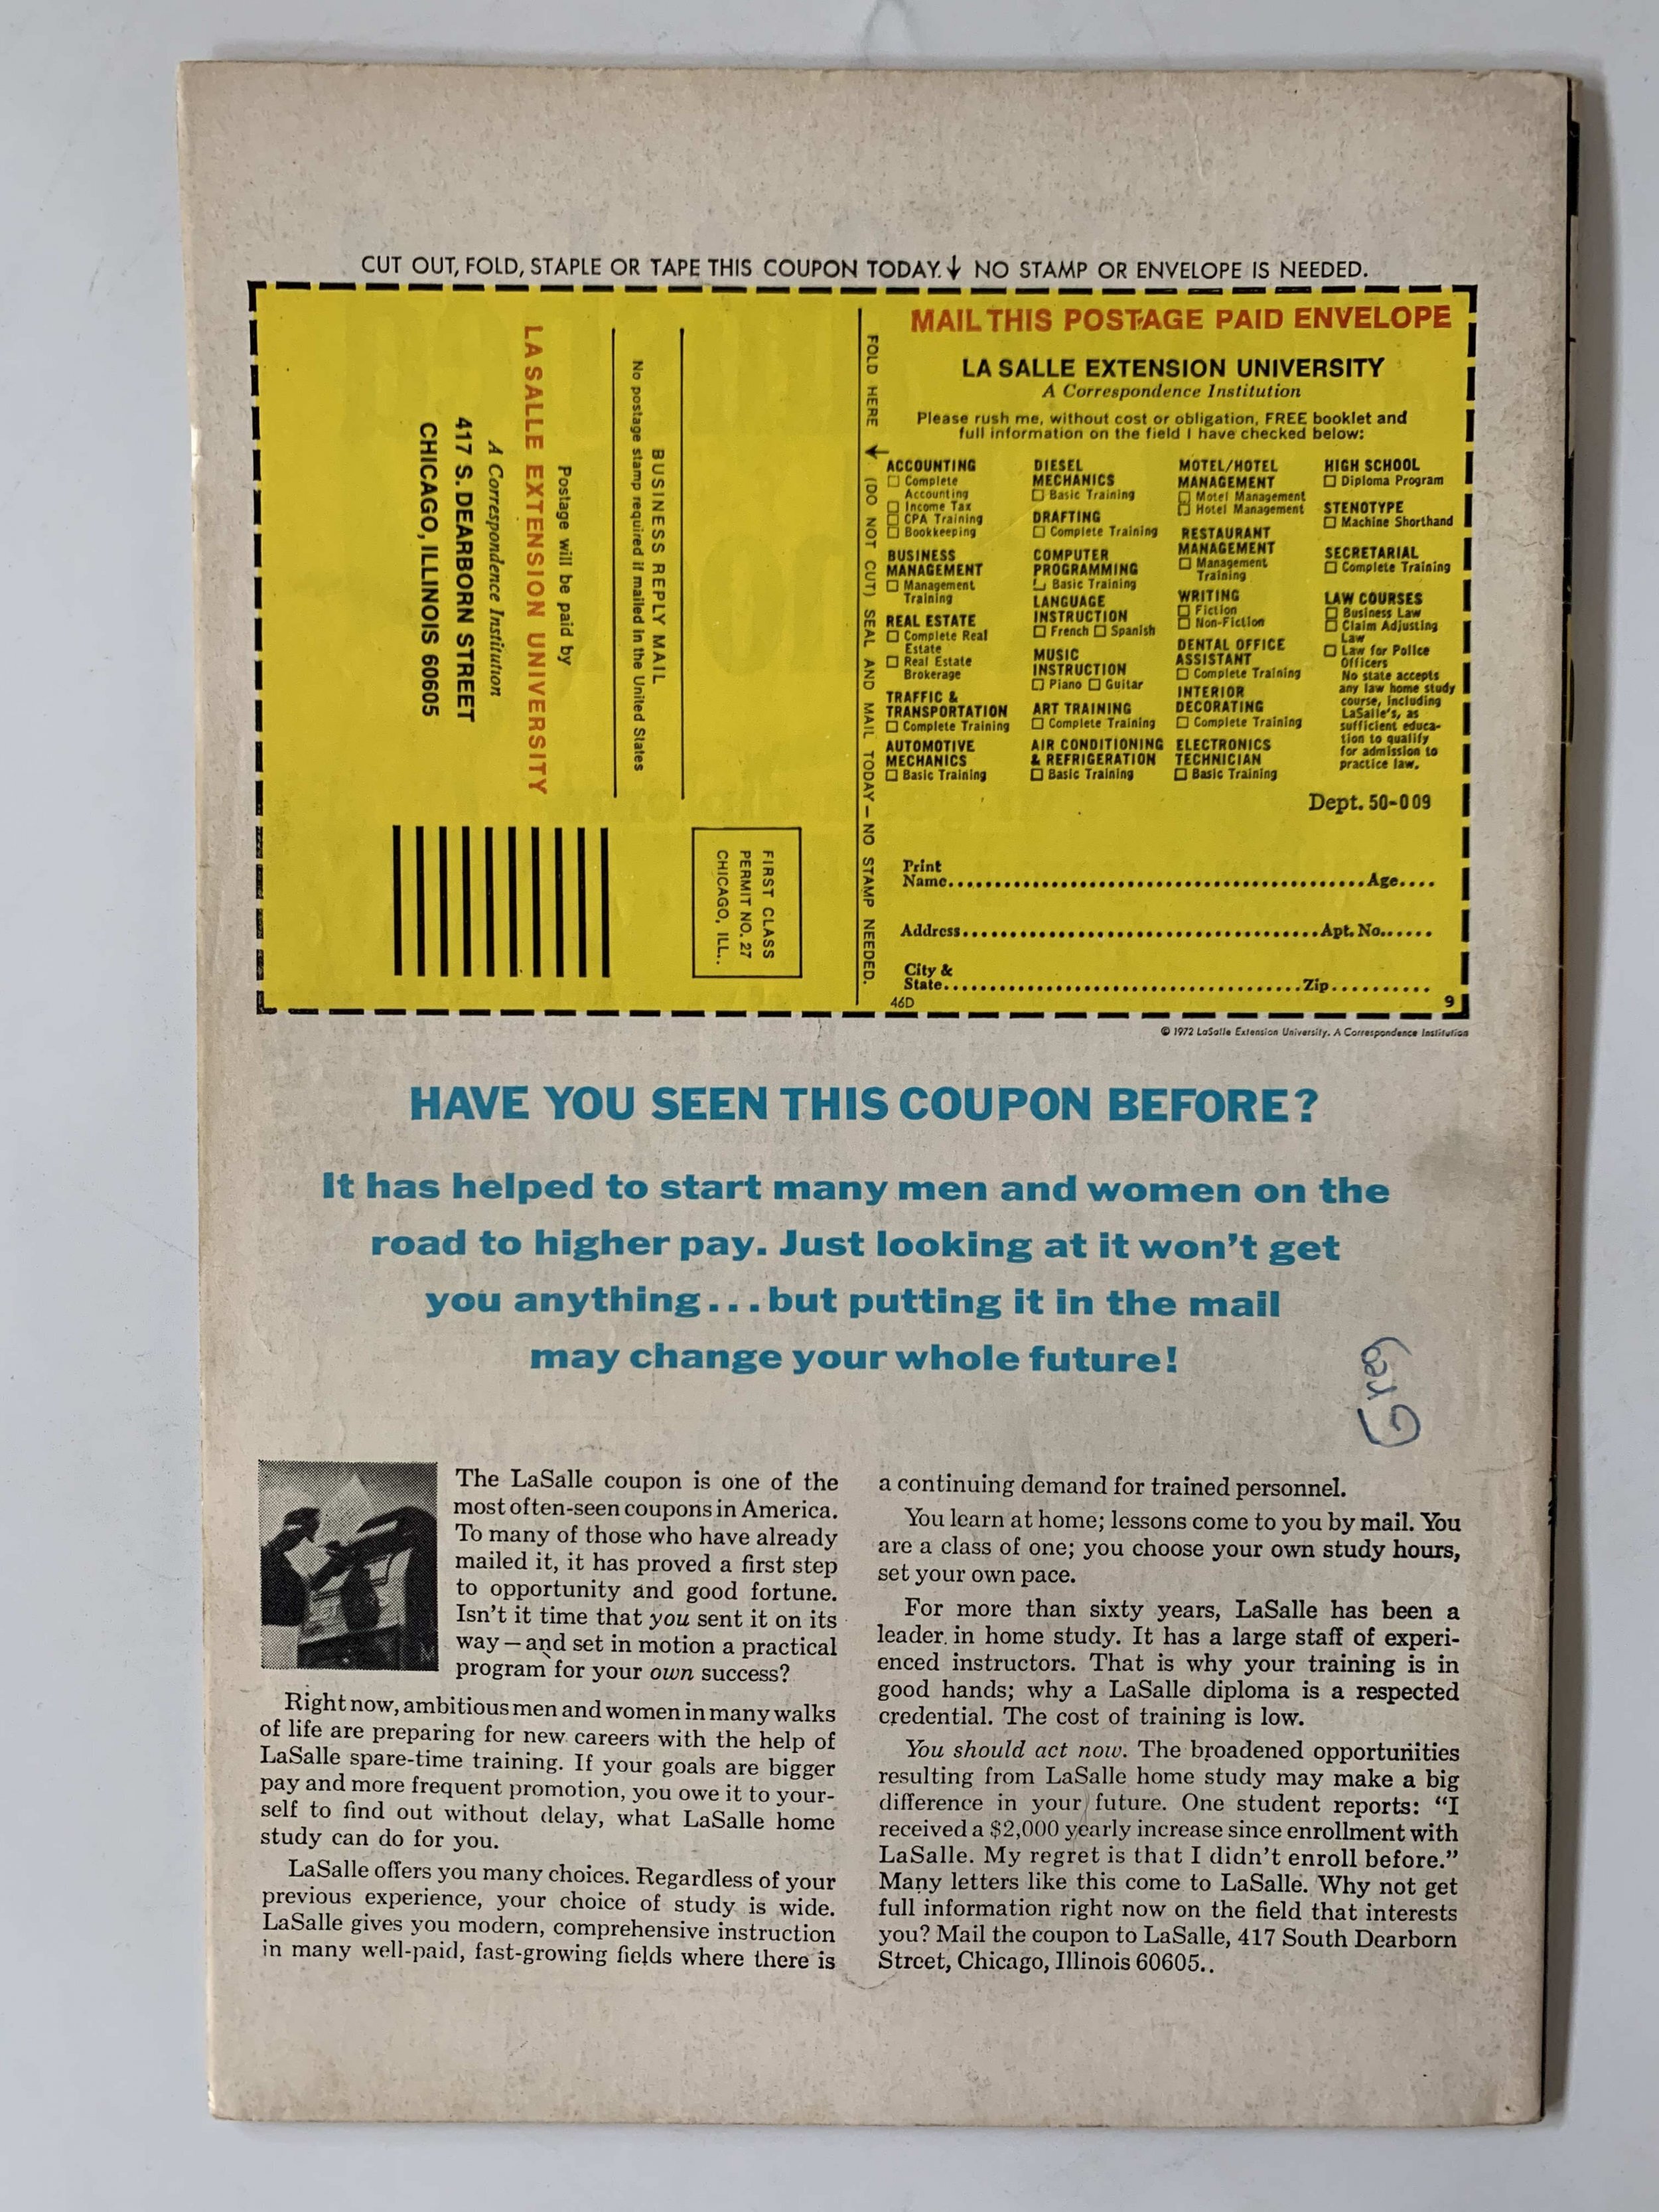 CUT OUT, FOLD, STAPLE OR TAPE THIS COUPON TODAY. ↓ NO STAMP OR ENVELOPE IS NEEDED.
BUSINESS REPLY MAIL
No postage stamp required if mailed in the United States
Postage will be paid by
LA SALLE EXTENSION UNIVERSITY
A Correspondence Institution
417 S. DEARBORN STREET
CHICAGO, ILLINOIS 60605
FIRST CLASS
PERMIT NO. 27
CHICAGO, ILL..
FOLD HERE ↓ (DO NOT CUT) SEAL AND MAIL TODAY — NO STAMP NEEDED.
MAIL THIS POSTAGE PAID ENVELOPE
LA SALLE EXTENSION UNIVERSITY
A Correspondence Institution
Please rush me, without cost or obligation, FREE booklet and
full information on the field I have checked below:
ACCOUNTING
☐ Complete
Accounting
☐ Income Tax
☐ CPA Training
☐ Bookkeeping
BUSINESS
MANAGEMENT
☐ Management
Training
REAL ESTATE
☐ Complete Real
Estate
☐ Real Estate
Brokerage
TRAFFIC &
TRANSPORTATION
☐ Complete Training
AUTOMOTIVE
MECHANICS
☐ Basic Training
DIESEL
MECHANICS
☐ Basic Training
DRAFTING
☐ Complete Training
COMPUTER
PROGRAMMING
☐ Basic Training
LANGUAGE
INSTRUCTION
☐ French ☐ Spanish
MUSIC
INSTRUCTION
☐ Piano ☐ Guitar
ART TRAINING
☐ Complete Training
AIR CONDITIONING
& REFRIGERATION
☐ Basic Training
MOTEL/HOTEL
MANAGEMENT
☐ Motel Management
☐ Hotel Management
RESTAURANT
MANAGEMENT
☐ Management
Training
WRITING
☐ Fiction
☐ Non-Fiction
DENTAL OFFICE
ASSISTANT
☐ Complete Training
INTERIOR
DECORATING
☐ Complete Training
ELECTRONICS
TECHNICIAN
☐ Basic Training
HIGH SCHOOL
☐ Diploma Program
STENOTYPE
☐ Machine Shorthand
SECRETARIAL
☐ Complete Training
LAW COURSES
☐ Business Law
☐ Claim Adjusting
Law
☐ Law for Police
Officers
No state accepts
any law home study
course, including
LaSalle's, as
sufficient educa-
tion to qualify
for admission to
practice law.
Dept. 50-009
Print
Name.............................................Age....
Address......................................Apt. No......
City &
State......................................Zip..........
46D 9
© 1972 LaSalle Extension University. A Correspondence Institution
HAVE YOU SEEN THIS COUPON BEFORE?
It has helped to start many men and women on the
road to higher pay. Just looking at it won't get
you anything...but putting it in the mail
may change your whole future!
Greg
The LaSalle coupon is one of the
most often-seen coupons in America.
To many of those who have already
mailed it, it has proved a first step
to opportunity and good fortune.
Isn't it time that you sent it on its
way—and set in motion a practical
program for your own success?
Right now, ambitious men and women in many walks
of life are preparing for new careers with the help of
LaSalle spare-time training. If your goals are bigger
pay and more frequent promotion, you owe it to your-
self to find out without delay, what LaSalle home
study can do for you.
LaSalle offers you many choices. Regardless of your
previous experience, your choice of study is wide.
LaSalle gives you modern, comprehensive instruction
in many well-paid, fast-growing fields where there is
a continuing demand for trained personnel.
You learn at home; lessons come to you by mail. You
are a class of one; you choose your own study hours,
set your own pace.
For more than sixty years, LaSalle has been a
leader in home study. It has a large staff of experi-
enced instructors. That is why your training is in
good hands; why a LaSalle diploma is a respected
credential. The cost of training is low.
You should act now. The broadened opportunities
resulting from LaSalle home study may make a big
difference in your future. One student reports: "I
received a $2,000 yearly increase since enrollment with
LaSalle. My regret is that I didn't enroll before."
Many letters like this come to LaSalle. Why not get
full information right now on the field that interests
you? Mail the coupon to LaSalle, 417 South Dearborn
Street, Chicago, Illinois 60605..